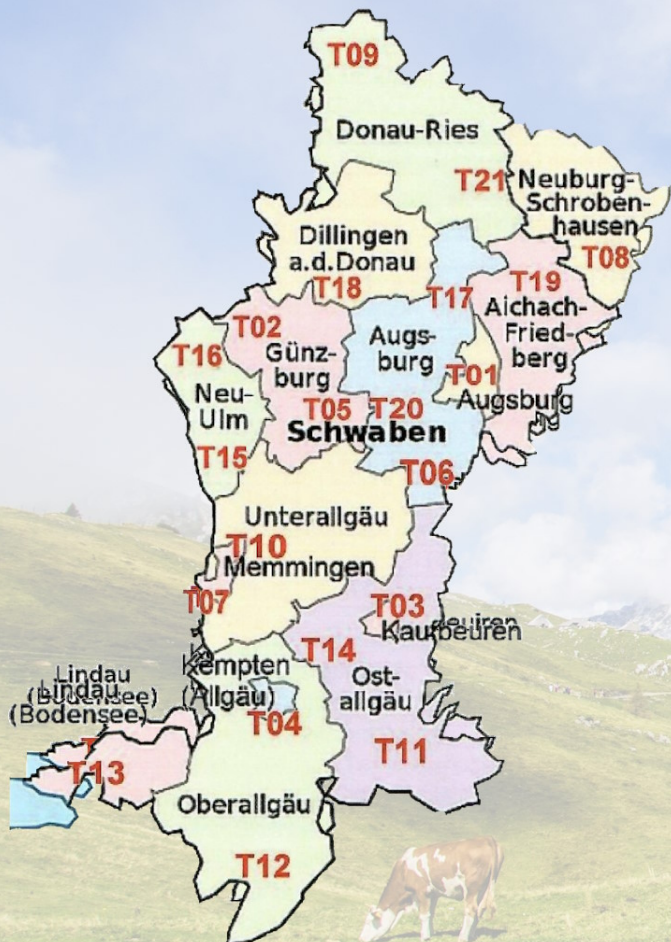 T09
Donau-Ries
T21
Neuburg-
Schroben-
hausen
T08
Dillingen
a.d.Donau
T18
T17
T19
Aichach-
Fried-
berg
T02
Günz-
burg
Augs-
burg
T01
Augsburg
T16
Neu-
Ulm
T05
T20
Schwaben
T15
T06
Unterallgäu
T10
Memmingen
T07
T03
Kaufbeuren
T14
Ost-
allgäu
T11
Kempten
(Allgäu)
T04
Lindau
(Bodensee)
Lindau
(Bodensee)
T13
Oberallgäu
T12